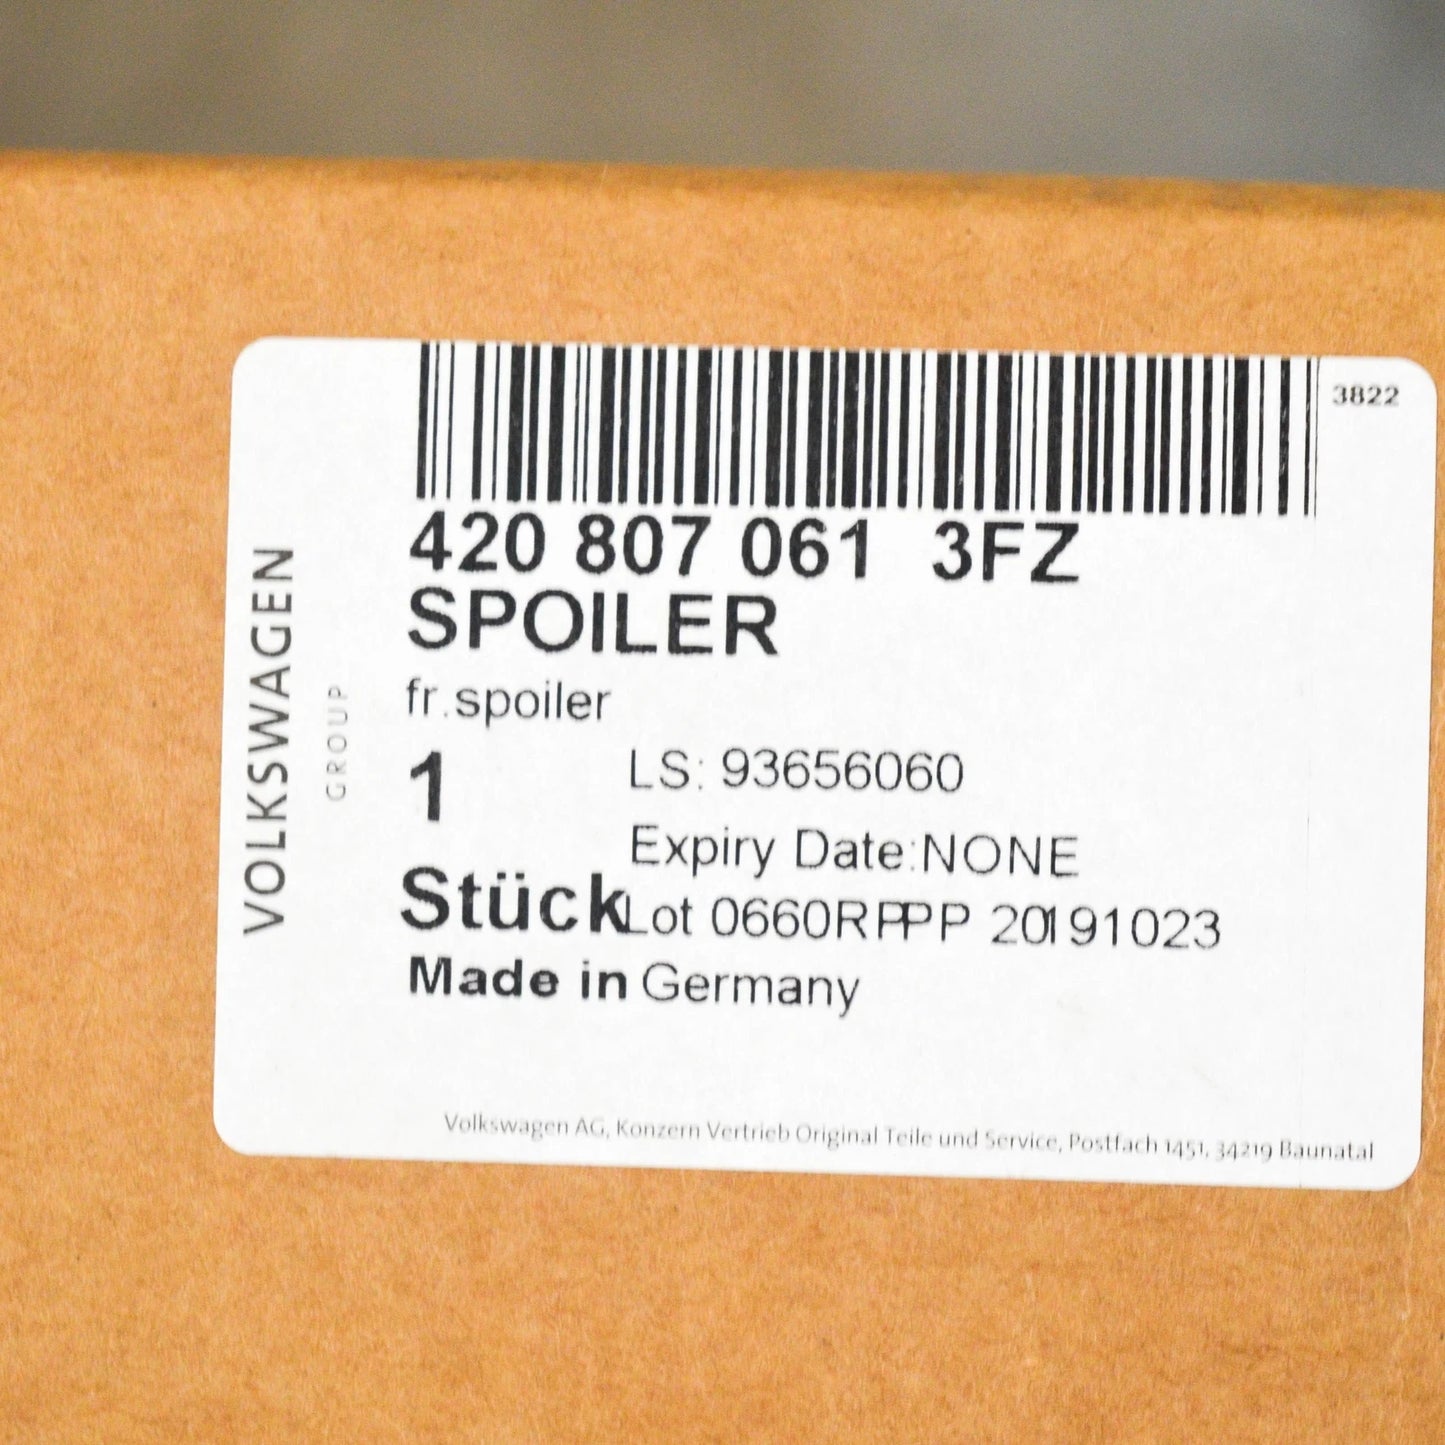 3822
420 807 061 3FZ
SPOILER
fr.spoiler
1
LS: 93656060
Expiry Date:NONE
Stück
Lot 0660RPPPP 20191023
Made in Germany
VOLKSWAGEN
GROUP
Volkswagen AG, Konzern Vertrieb Original Teile und Service, Postfach 1451, 34219 Baunatal